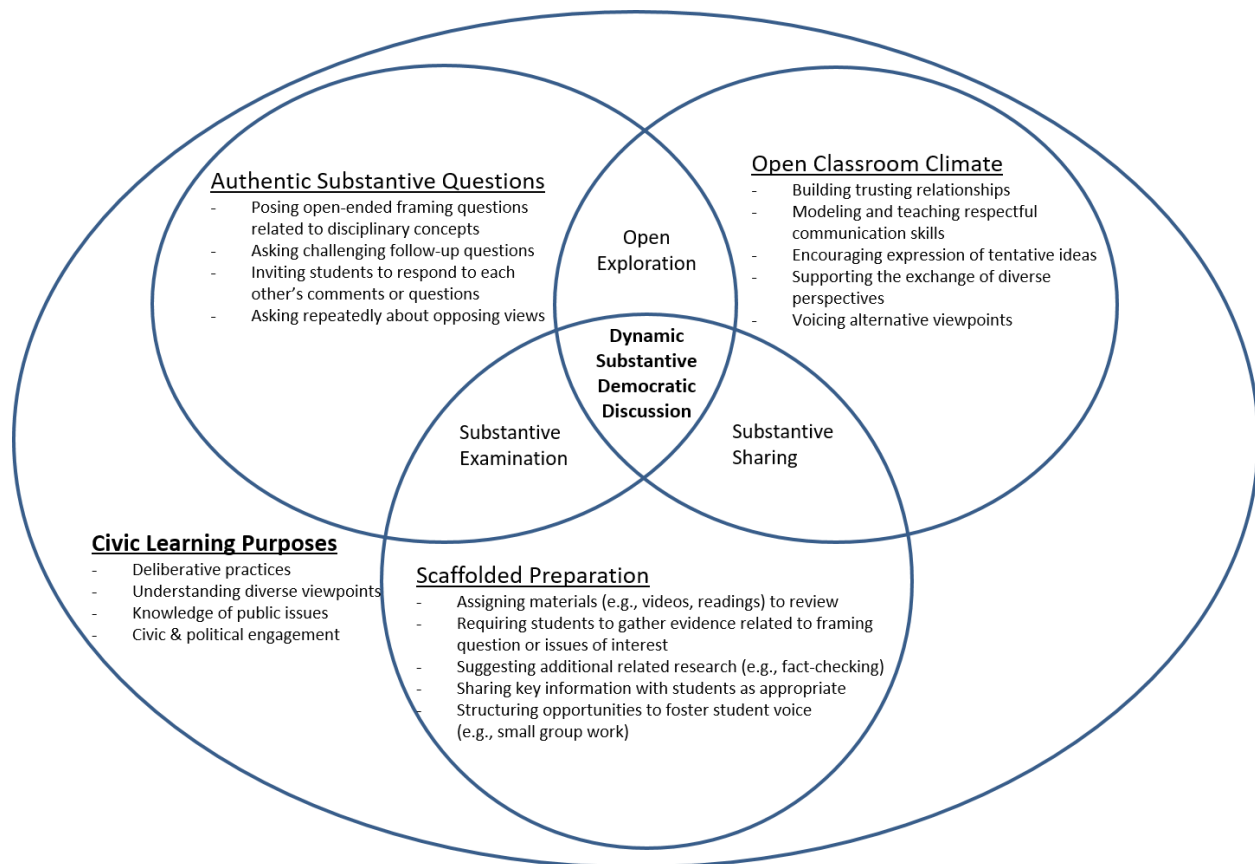 Authentic Substantive Questions
- Posing open-ended framing questions
related to disciplinary concepts
- Asking challenging follow-up questions
- Inviting students to respond to each
other's comments or questions
- Asking repeatedly about opposing views
Open
Exploration
Open Classroom Climate
- Building trusting relationships
- Modeling and teaching respectful
communication skills
- Encouraging expression of tentative ideas
- Supporting the exchange of diverse
perspectives
- Voicing alternative viewpoints
Dynamic
Substantive
Democratic
Discussion
Substantive
Examination
Substantive
Sharing
Civic Learning Purposes
- Deliberative practices
- Understanding diverse viewpoints
- Knowledge of public issues
- Civic & political engagement
Scaffolded Preparation
- Assigning materials (e.g., videos, readings) to review
- Requiring students to gather evidence related to framing
question or issues of interest
- Suggesting additional related research (e.g., fact-checking)
- Sharing key information with students as appropriate
- Structuring opportunities to foster student voice
(e.g., small group work)